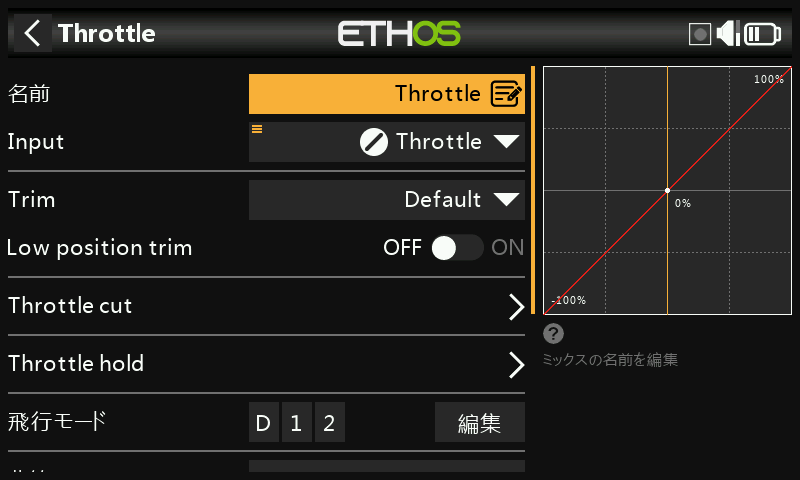 Throttle
ETHOS
名前 Throttle
Input Throttle
Trim Default
Low position trim OFF ON
Throttle cut
Throttle hold
飛行モード D 1 2 編集
100%
0%
-100%
?
ミックスの名前を編集